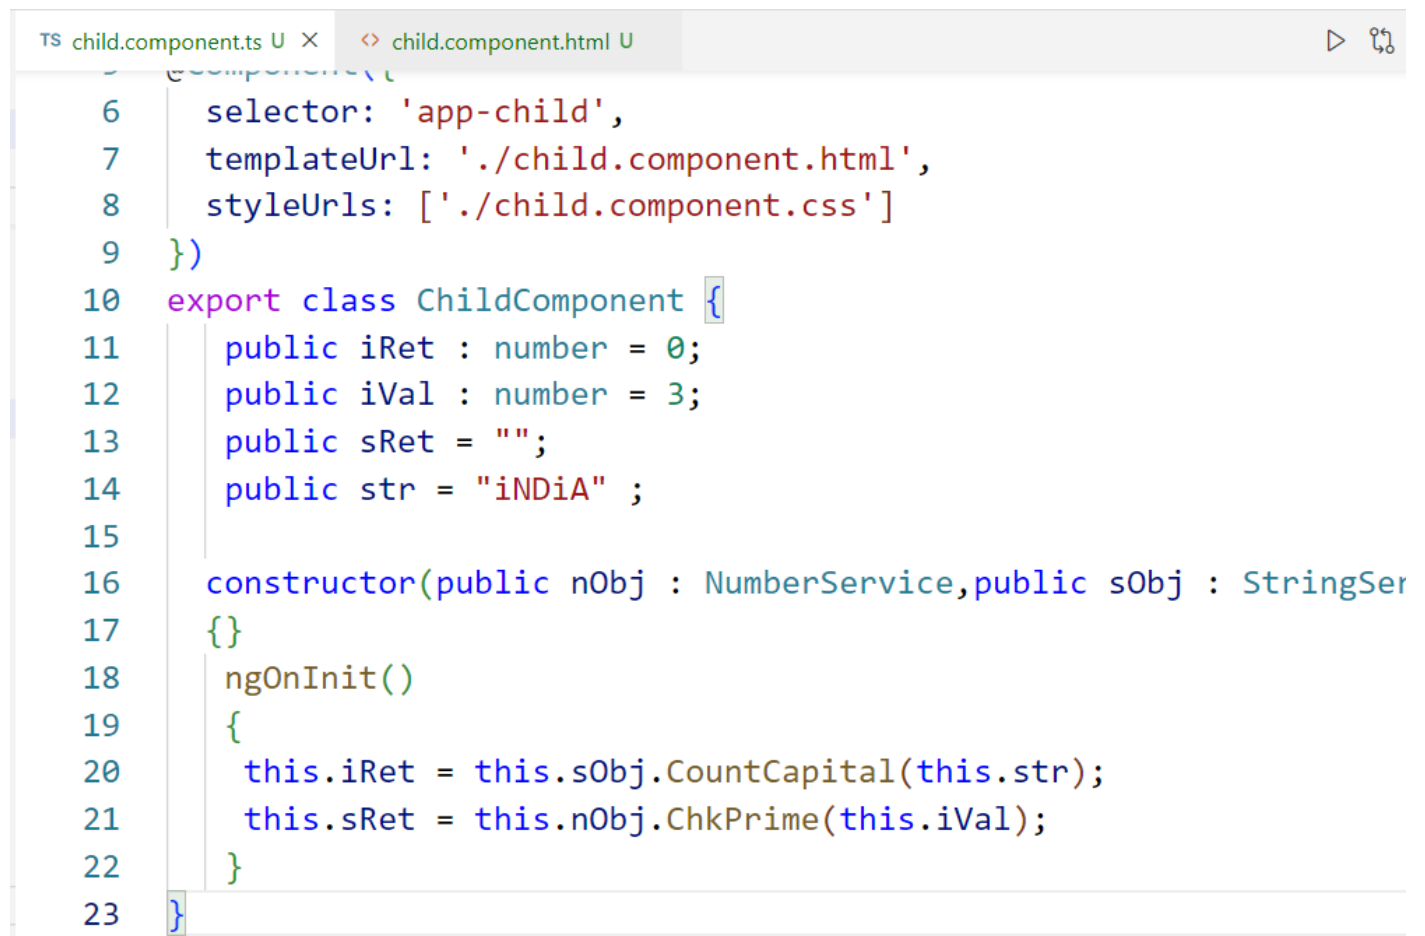 TS child.component.ts U × <> child.component.html U
5 @Component({
6 selector: 'app-child',
7 templateUrl: './child.component.html',
8 styleUrls: ['./child.component.css']
9 })
10 export class ChildComponent {
11 public iRet : number = 0;
12 public iVal : number = 3;
13 public sRet = "";
14 public str = "iNDiA" ;
15
16 constructor(public nObj : NumberService,public sObj : StringSer
17 {}
18 ngOnInit()
19 {
20 this.iRet = this.sObj.CountCapital(this.str);
21 this.sRet = this.nObj.ChkPrime(this.iVal);
22 }
23 }